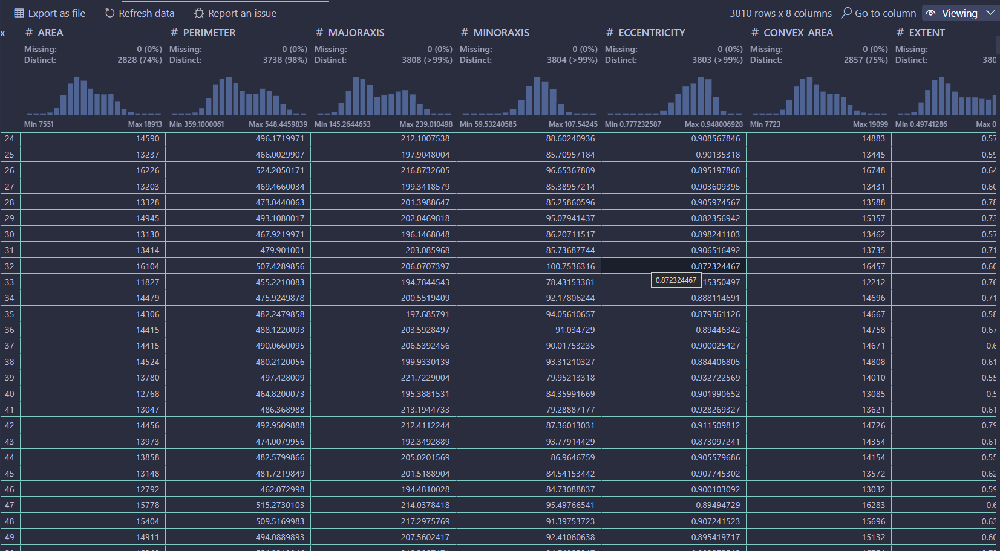 Export as file Refresh data Report an issue 3810 rows x 8 columns Go to column Viewing
x # AREA # PERIMETER # MAJORAXIS # MINORAXIS # ECCENTRICITY # CONVEX_AREA # EXTENT
Missing: 0 (0%) Missing: 0 (0%) Missing: 0 (0%) Missing: 0 (0%) Missing: 0 (0%) Missing: 0 (0%) Missing:
Distinct: 2828 (74%) Distinct: 3738 (98%) Distinct: 3808 (>99%) Distinct: 3804 (>99%) Distinct: 3803 (>99%) Distinct: 2857 (75%) Distinct: 380
Min 7551 Max 18913 Min 359.1000061 Max 548.4459839 Min 145.2644653 Max 239.010498 Min 59.53240585 Max 107.54245 Min 0.777232587 Max 0.948006928 Min 7723 Max 19099 Min 0.49741286 Max 0
24 14590 496.1719971 212.1007538 88.60240936 0.908567846 14883 0.57
25 13237 466.0029907 197.9048004 85.70957184 0.90135318 13445 0.59
26 16226 524.2050171 216.8732605 96.65367889 0.895197868 16748 0.64
27 13203 469.4660034 199.3418579 85.38957214 0.903609395 13431 0.60
28 13328 473.0440063 201.3988647 85.25860596 0.905974567 13588 0.78
29 14945 493.1080017 202.0469818 95.07941437 0.882356942 15357 0.73
30 13130 467.9219971 196.1468048 86.20711517 0.898241103 13462 0.57
31 13414 479.901001 203.085968 85.73687744 0.906516492 13735 0.71
32 16104 507.4289856 206.0707397 100.7536316 0.872324467 16457 0.60
0.872324467
33 11827 455.2210083 194.7844543 78.43153381 15350497 12212 0.76
34 14479 475.9249878 200.5519409 92.17806244 0.888114691 14696 0.71
35 14306 482.2479858 197.685791 94.05610657 0.879561126 14667 0.58
36 14415 488.1220093 203.5928497 91.034729 0.89446342 14758 0.67
37 14415 490.0660095 206.5392456 90.01753235 0.900025427 14671 0.6
38 14524 480.2120056 199.9330139 93.31210327 0.884406805 14808 0.61
39 13780 497.428009 221.7229004 79.95213318 0.932722569 14010 0.55
40 12768 464.8200073 195.3881531 84.35991669 0.901990652 13085 0.5
41 13047 486.368988 213.1944733 79.28887177 0.928269327 13621 0.61
42 14456 492.9509888 212.4112244 87.36013031 0.911509812 14726 0.79
43 13973 474.0079956 192.3492889 93.77914429 0.873097241 14354 0.61
44 13858 482.5799866 205.0201569 86.9646759 0.905579686 14154 0.55
45 13148 481.7219849 201.5188904 84.54153442 0.907745302 13572 0.62
46 12792 462.072998 194.4810028 84.73088837 0.900103092 13032 0.59
47 15778 515.2730103 214.0378418 95.49766541 0.89494729 16283 0.6
48 15404 509.5169983 217.2975769 91.39753723 0.907241523 15696 0.63
49 14911 494.0889893 207.5602417 92.41060638 0.895419717 15132 0.60